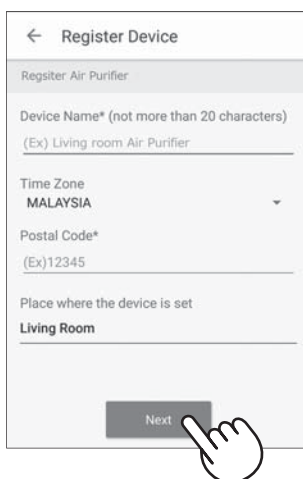 ← Register Device
Regsiter Air Purifier
Device Name* (not more than 20 characters)
(Ex) Living room Air Purifier
Time Zone
MALAYSIA
Postal Code*
(Ex)12345
Place where the device is set
Living Room
Next